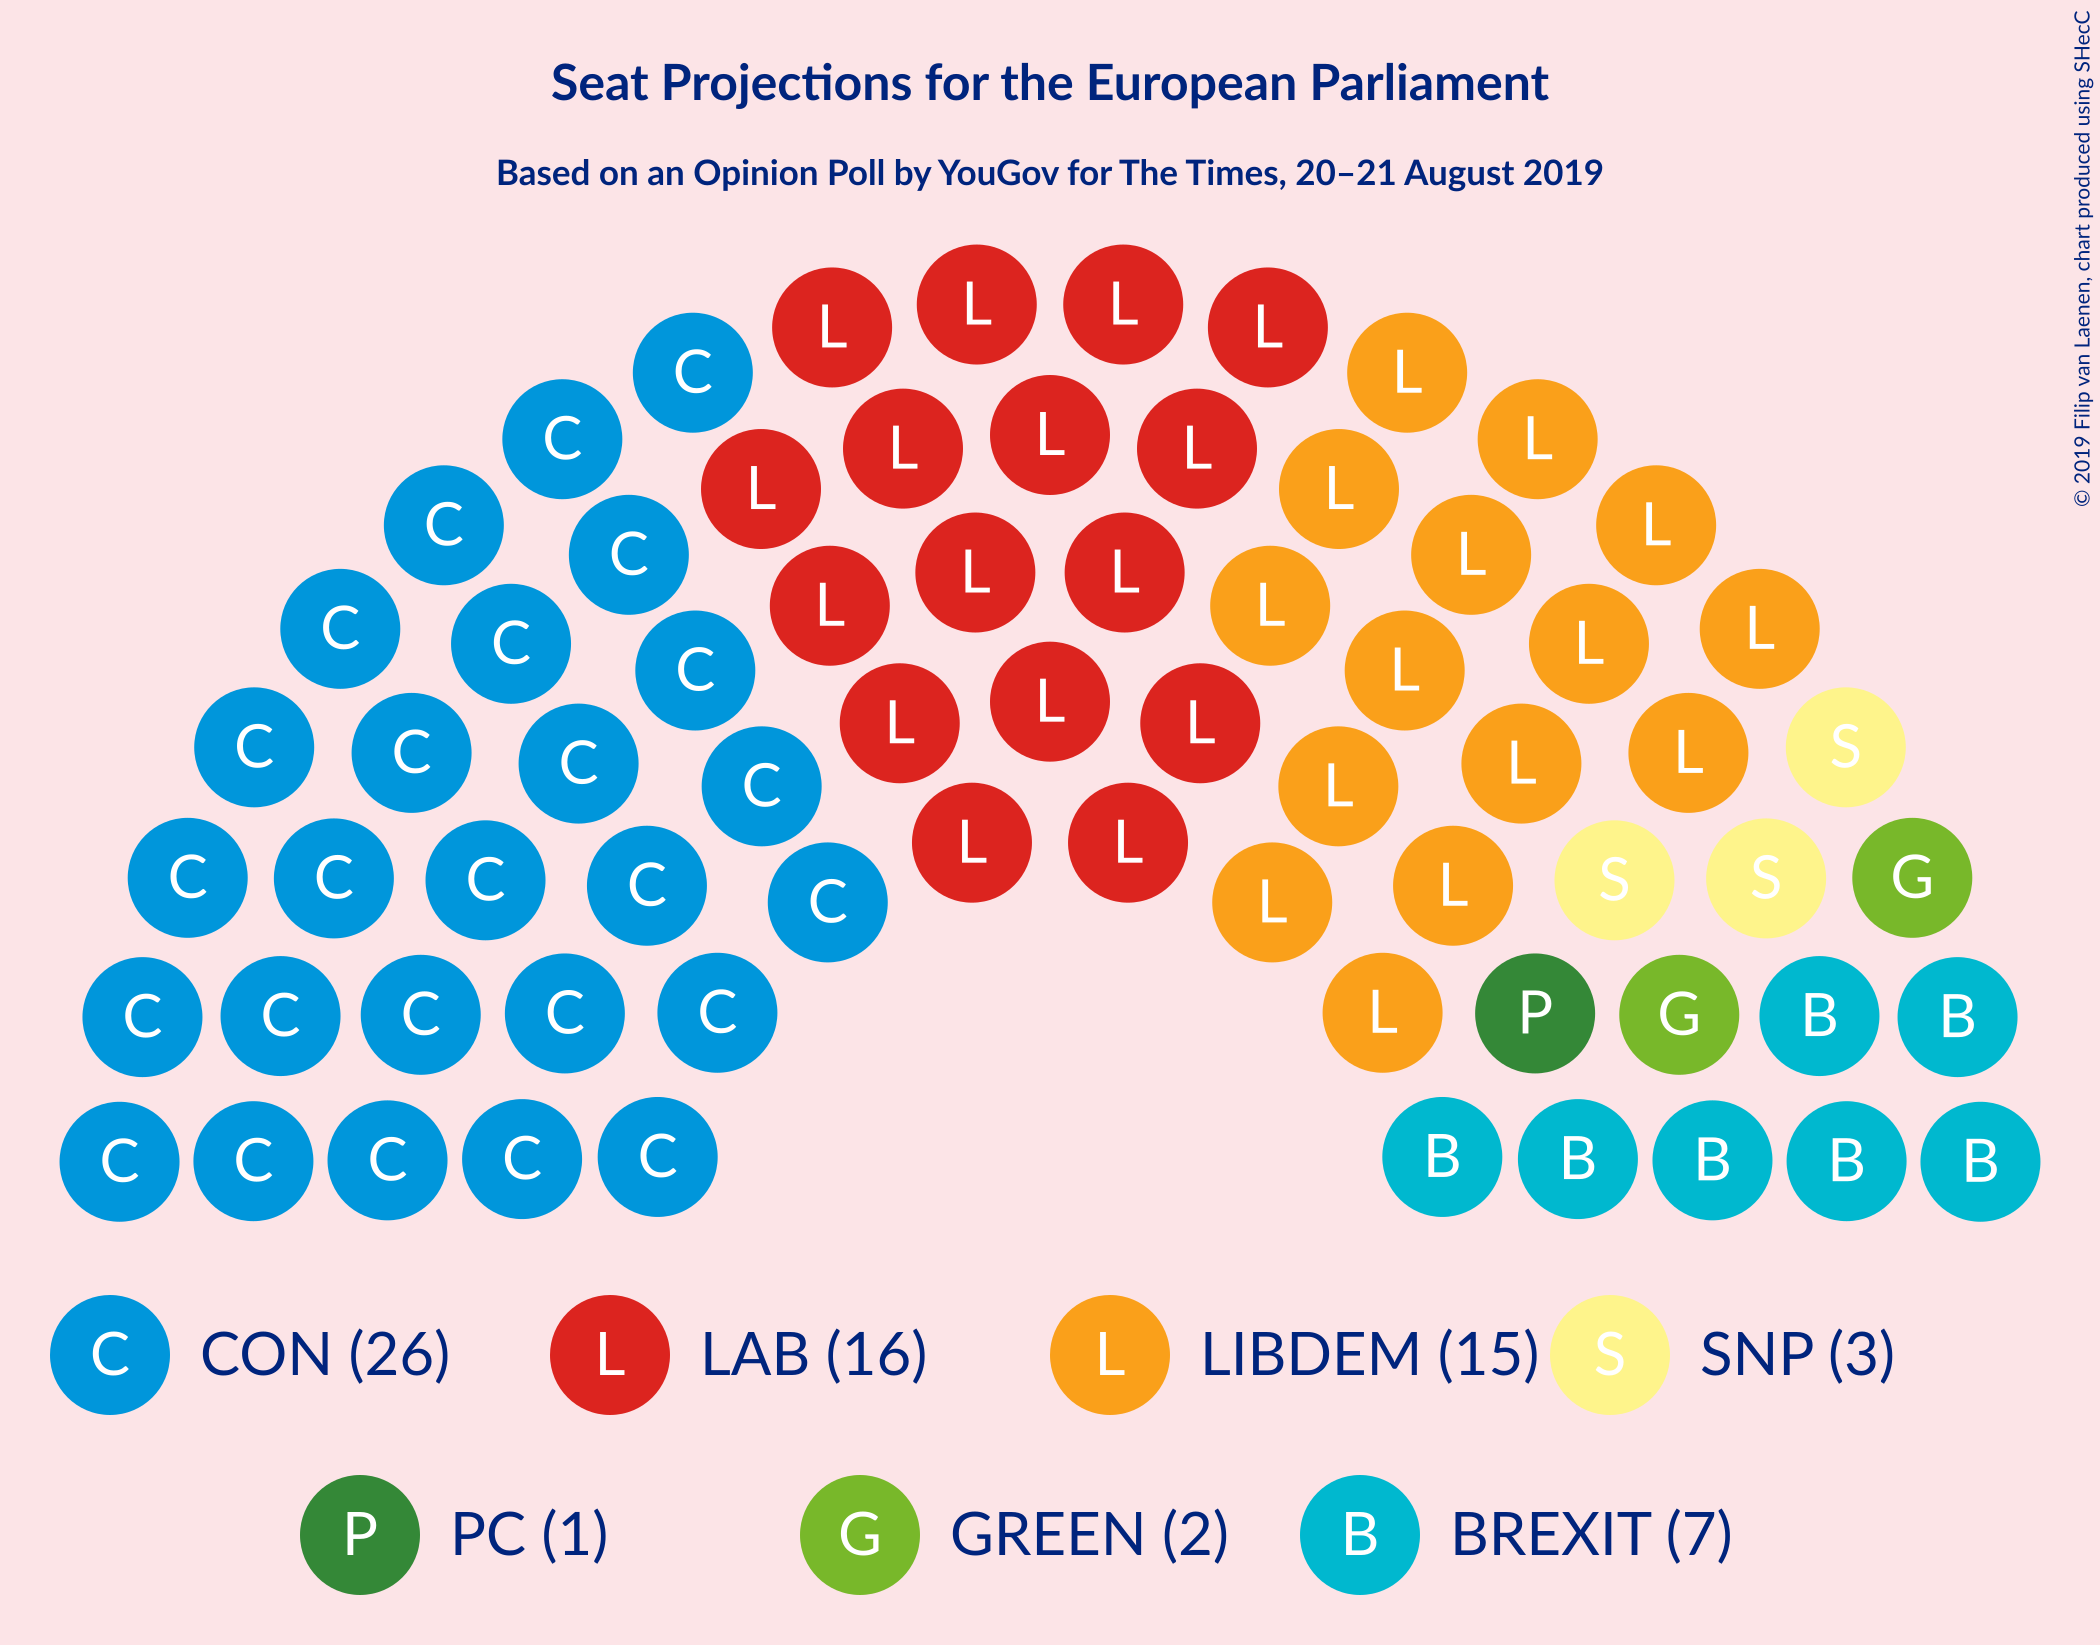 Seat Projections for the European Parliament
Based on an Opinion Poll by YouGov for The Times, 20–21 August 2019
© 2019 Filip van Laenen, chart produced using SHecC
L L L L
C L
C L L L L
C L L C
C L L L L
C L L C
C L L L
C C L L
C C L L S
C L
C C C C L L S S G
C L
C C C C C L P G B B
C C C C C B B B B B
C CON (26) L LAB (16) L LIBDEM (15) S SNP (3)
P PC (1) G GREEN (2) B BREXIT (7)